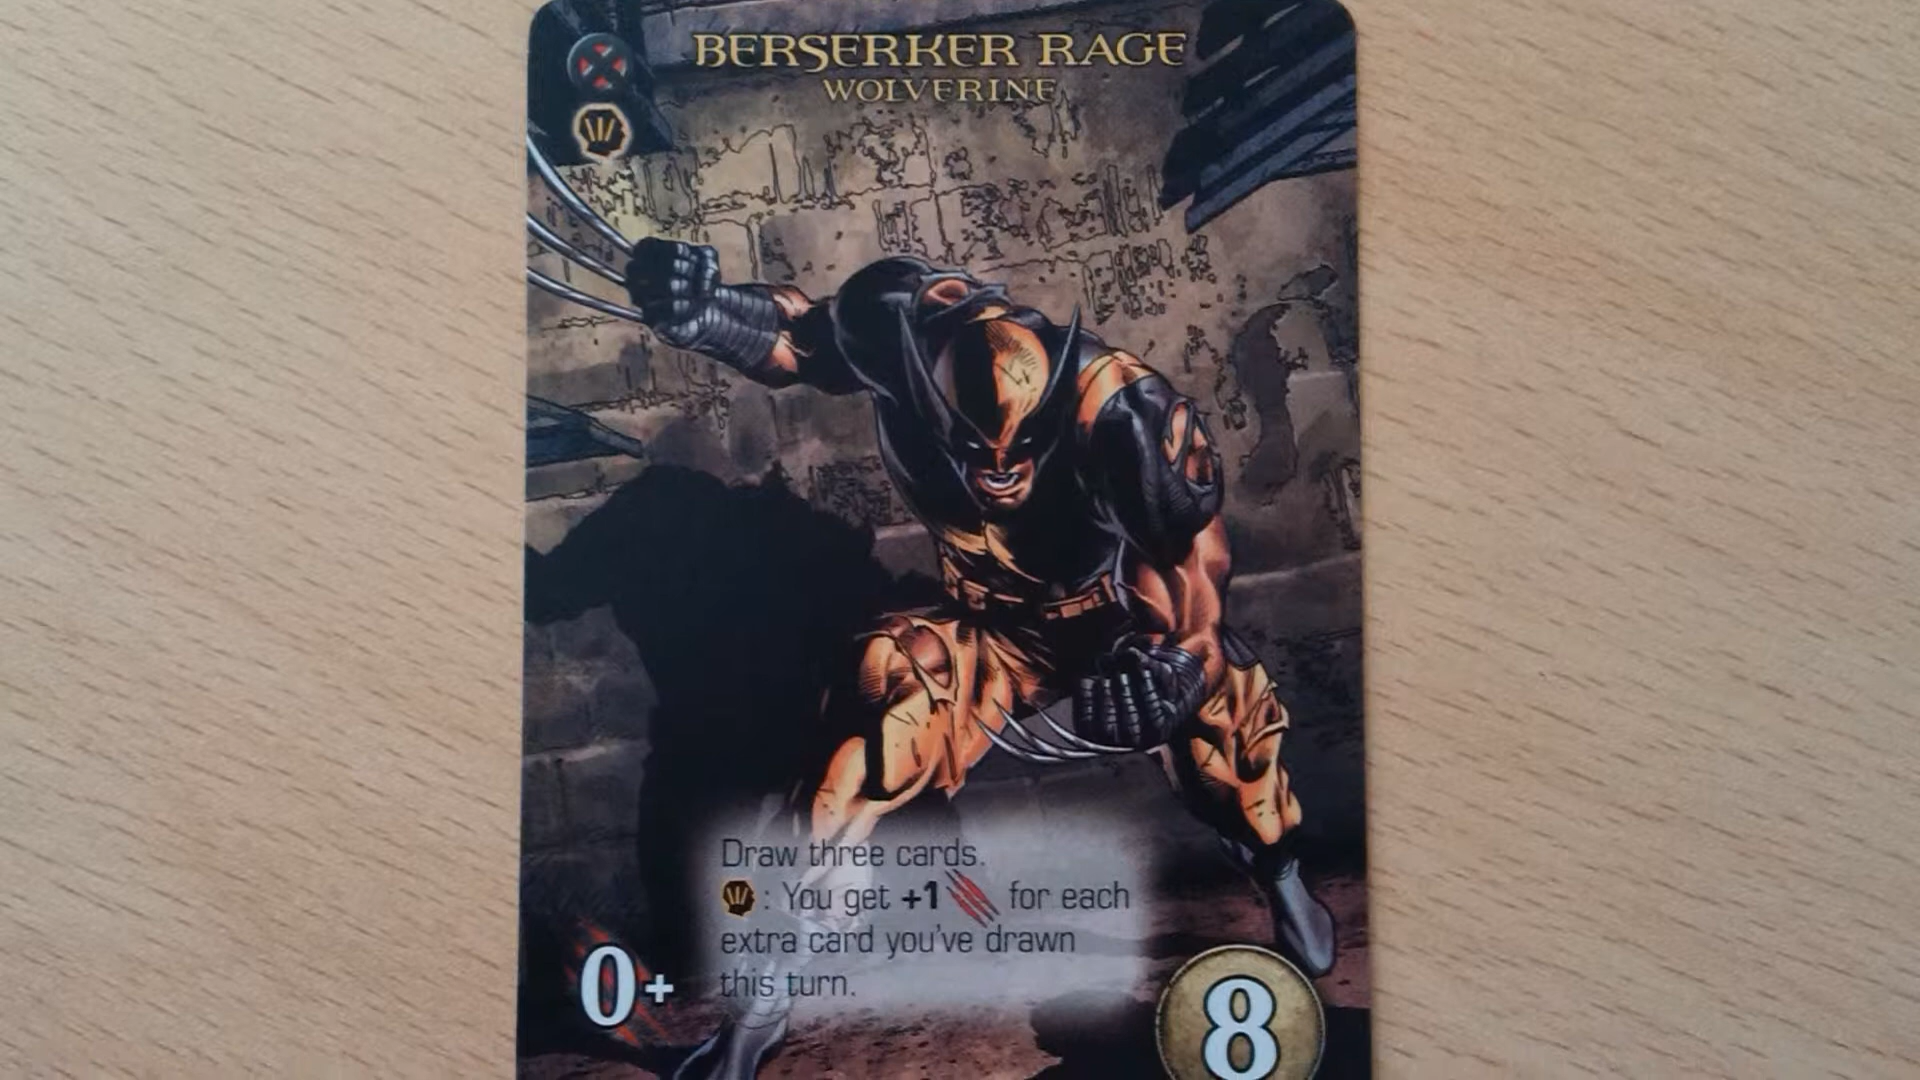 BERSERKER RAGE
WOLVERINE
Draw three cards.
: You get +1 for each
extra card you've drawn
this turn.
0+
8